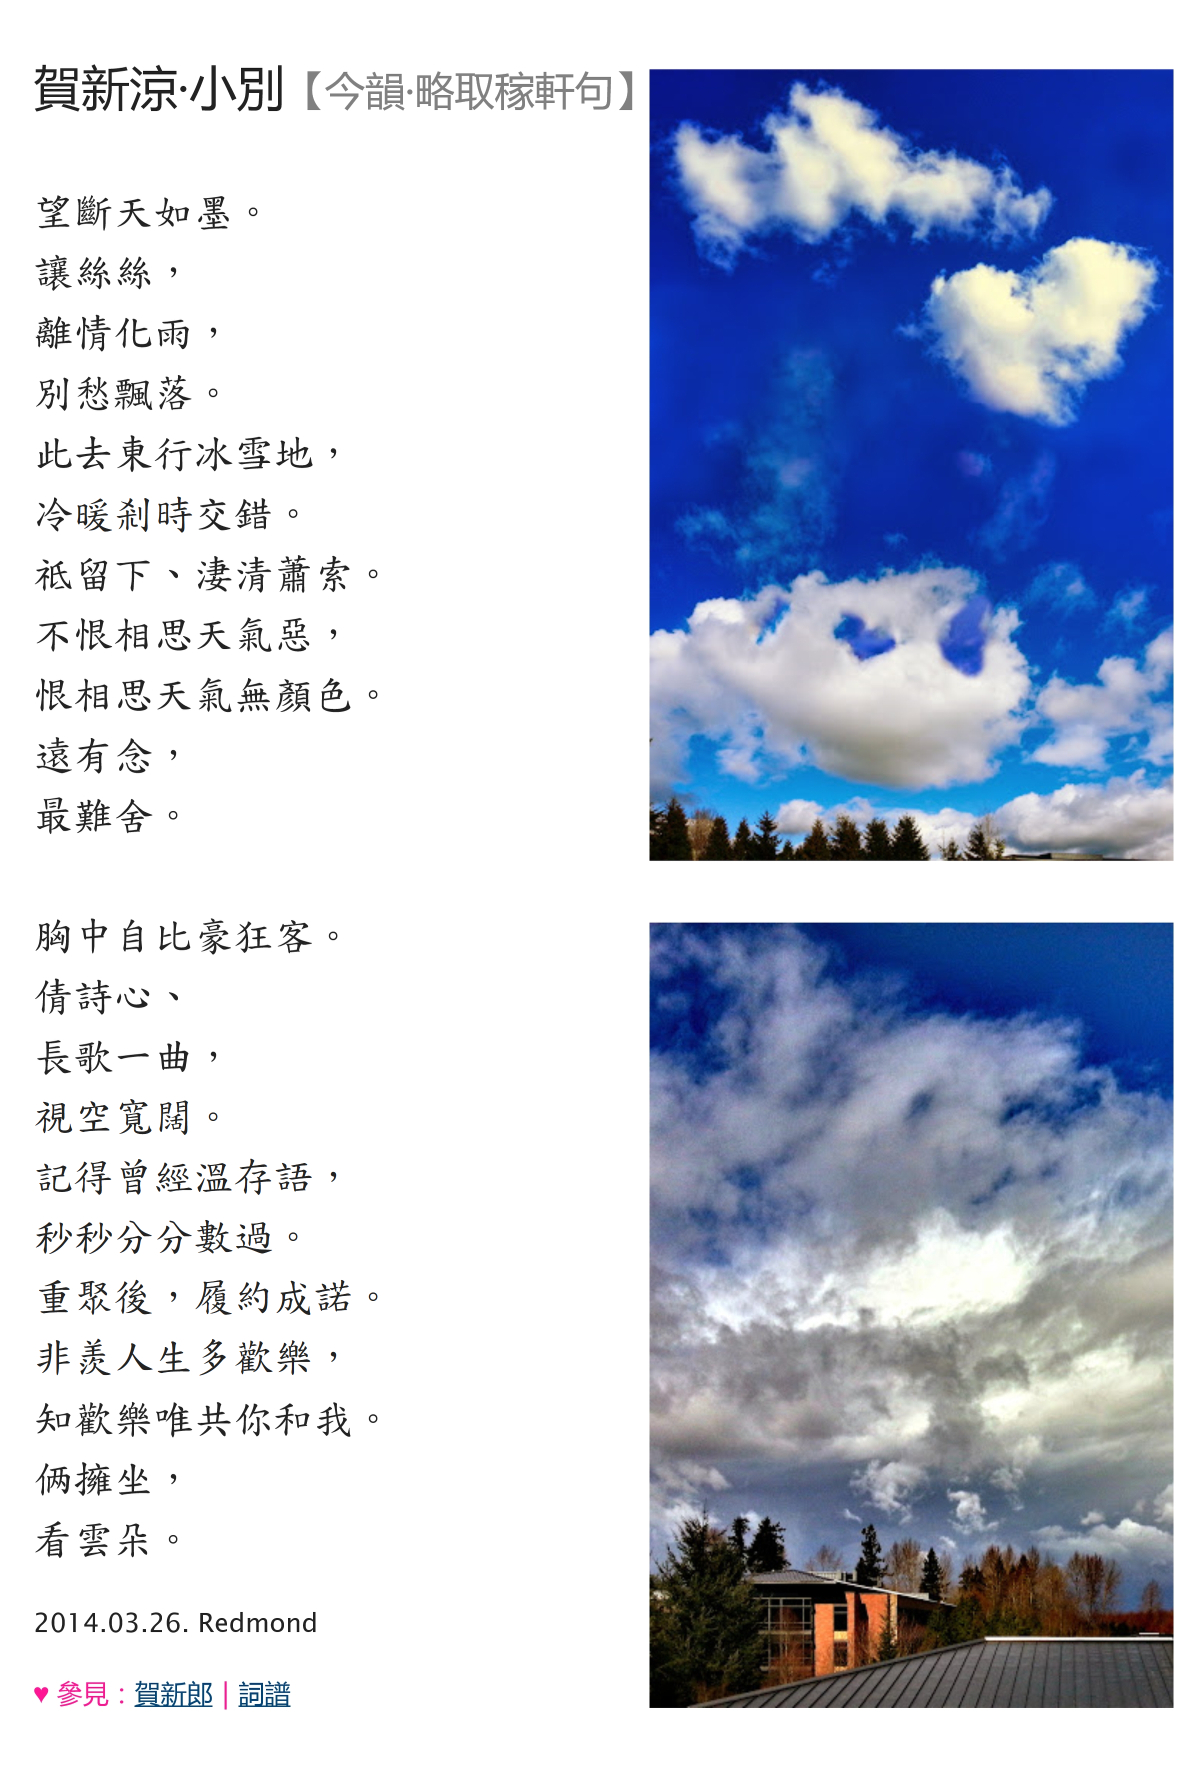 賀新涼·小別【今韻·略取稼軒句】
望斷天如墨。
讓絲絲，
離情化雨，
別愁飄落。
此去東行冰雪地，
冷暖剎時交錯。
祗留下、淒清蕭索。
不恨相思天氣惡，
恨相思天氣無顏色。
遠有念，
最難舍。
胸中自比豪狂客。
倩詩心、
長歌一曲，
視空寬闊。
記得曾經溫存語，
秒秒分分數過。
重聚後，履約成諾。
非羨人生多歡樂，
知歡樂唯共你和我。
倆擁坐，
看雲朵。
2014.03.26. Redmond
♥ 參見：賀新郎 | 詞譜